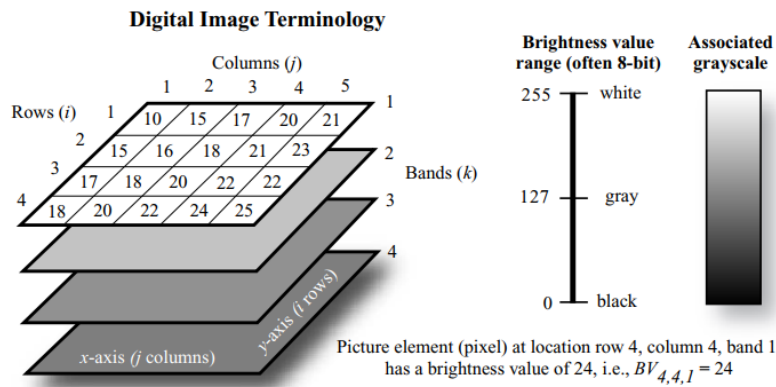 Digital Image Terminology
Columns (j)
1 2 3 4 5
Rows (i)
1 10 15 17 20 21 1
2 15 16 18 21 23
3 17 18 20 22 22
4 18 20 22 24 25
2
Bands (k)
3
4
x-axis (j columns)
y-axis (i rows)
Brightness value
range (often 8-bit)
255 white
127 gray
0 black
Associated
grayscale
Picture element (pixel) at location row 4, column 4, band 1
has a brightness value of 24, i.e., BV4,4,1 = 24